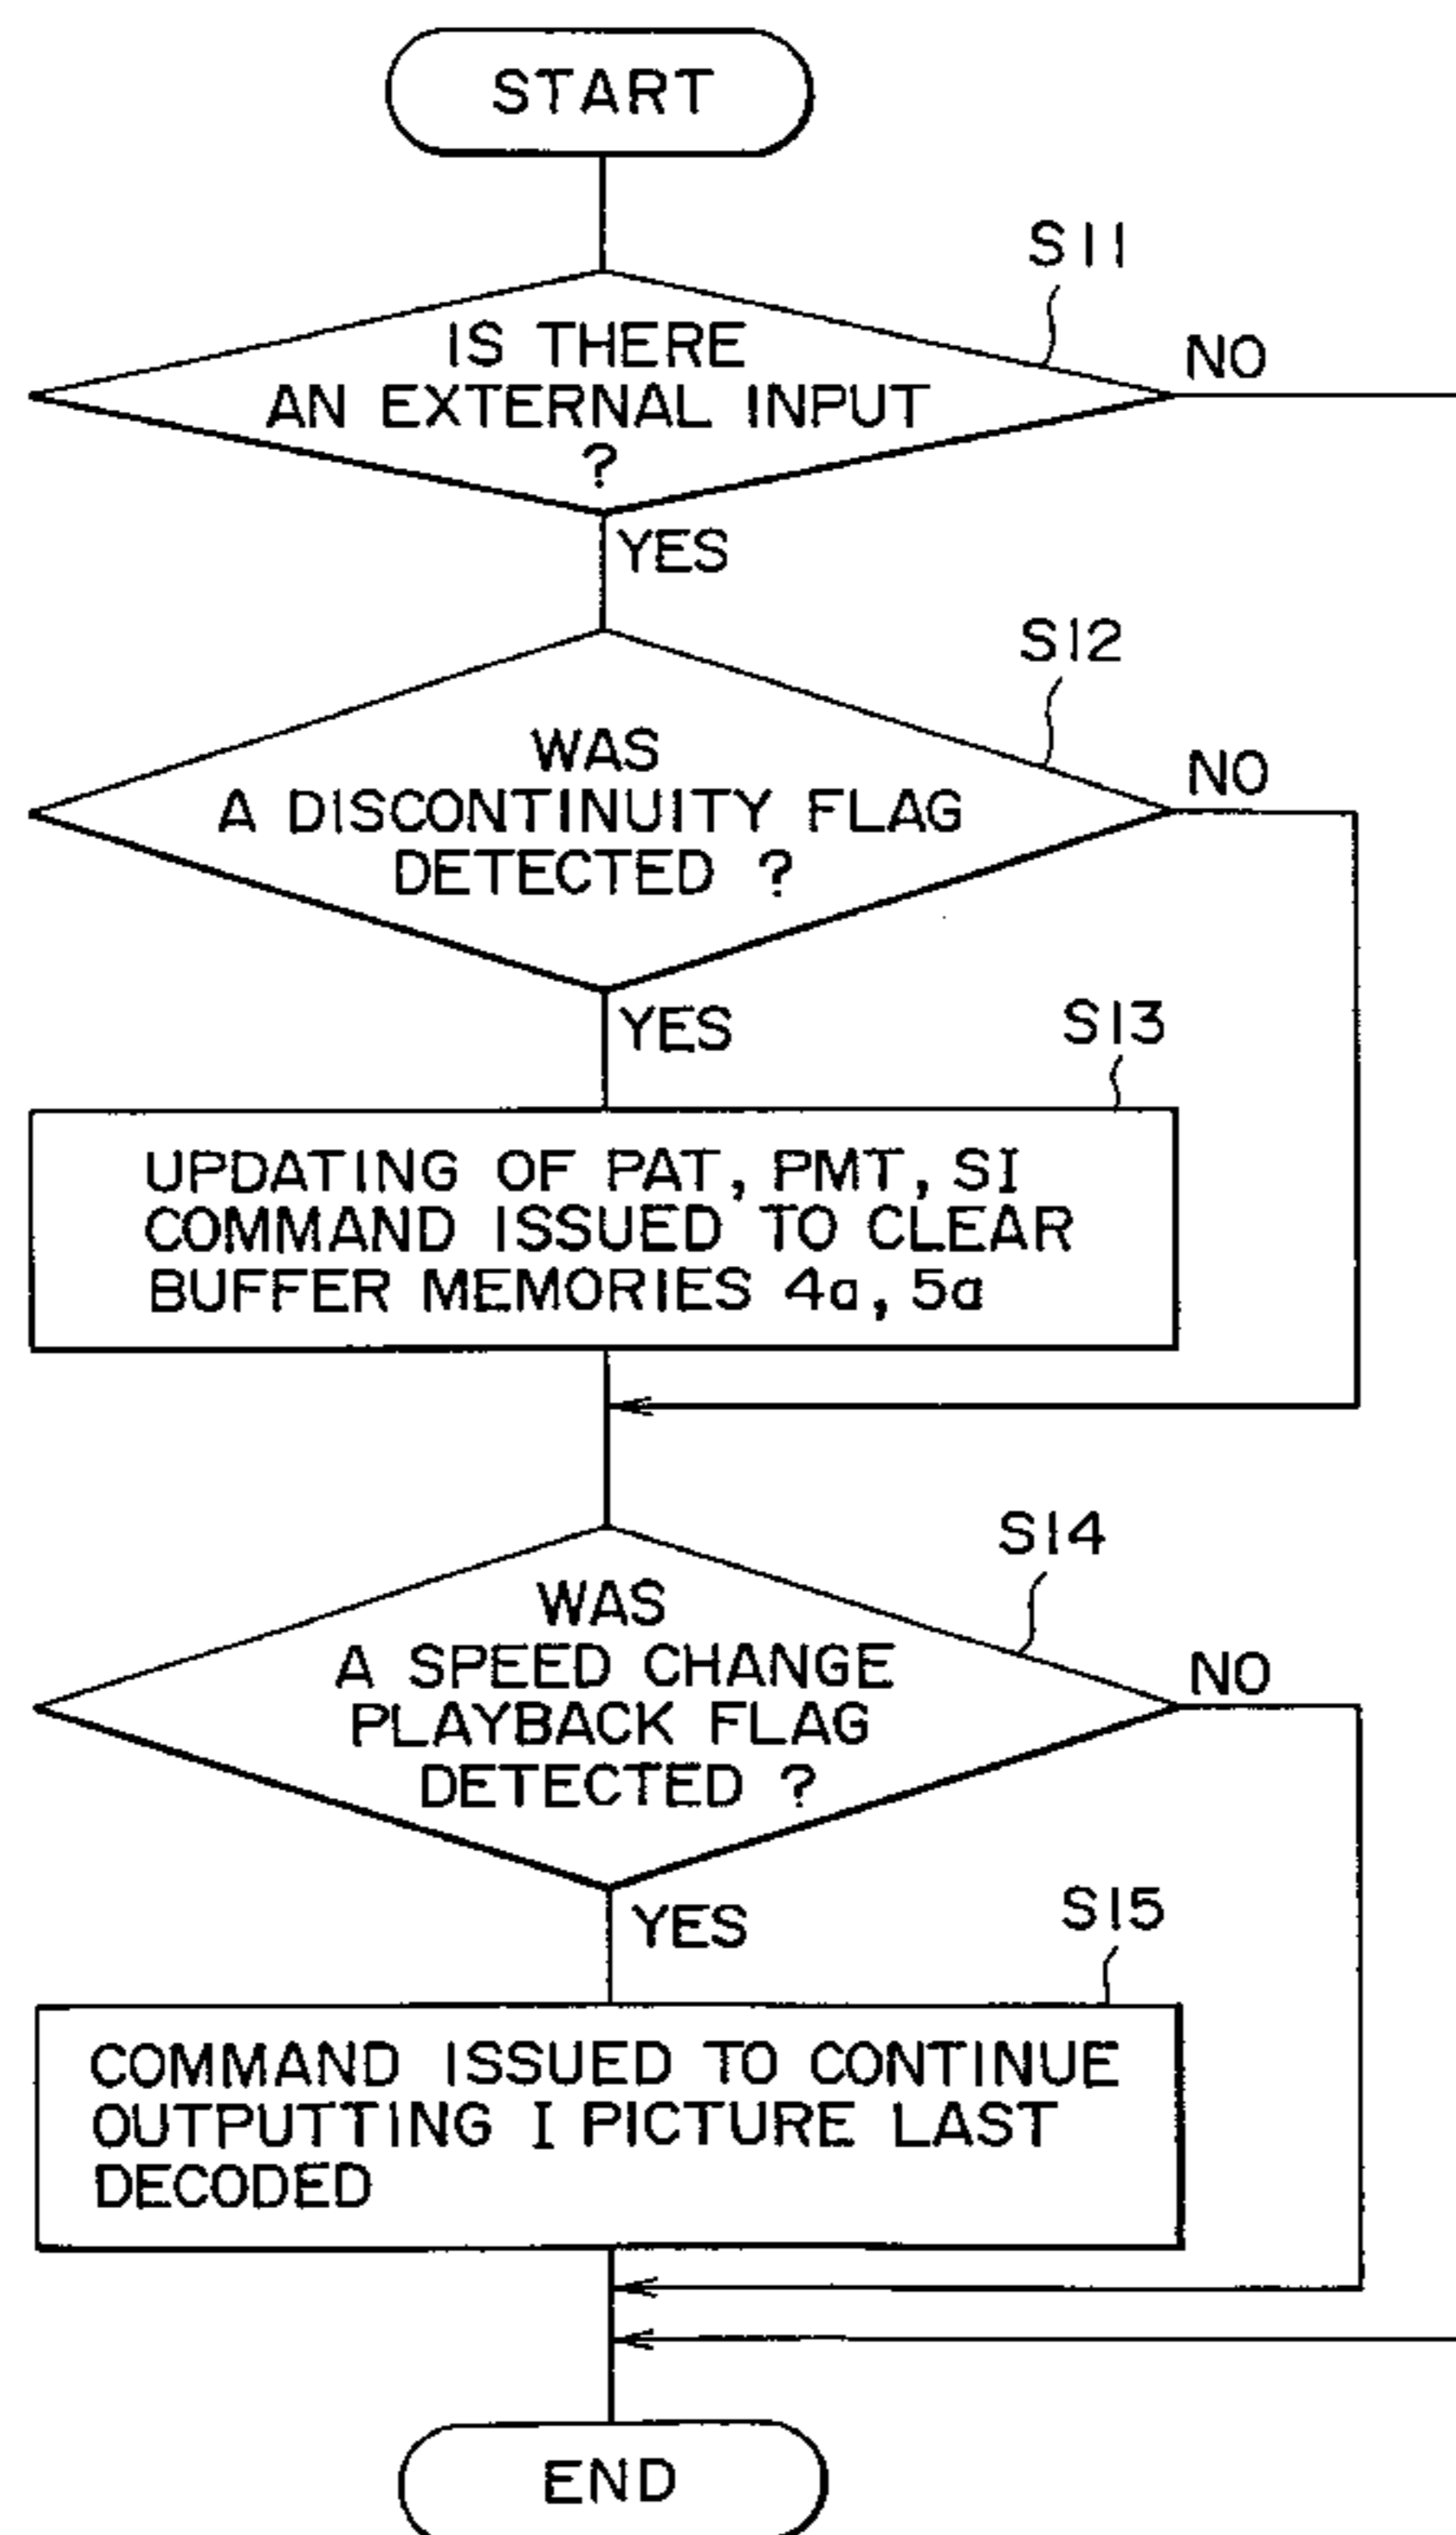 START
S11
IS THERE
AN EXTERNAL INPUT
?
NO
YES
S12
WAS
A DISCONTINUITY FLAG
DETECTED ?
NO
YES
S13
UPDATING OF PAT, PMT, SI
COMMAND ISSUED TO CLEAR
BUFFER MEMORIES 4a, 5a
S14
WAS
A SPEED CHANGE
PLAYBACK FLAG
DETECTED ?
NO
YES
S15
COMMAND ISSUED TO CONTINUE
OUTPUTTING I PICTURE LAST
DECODED
END